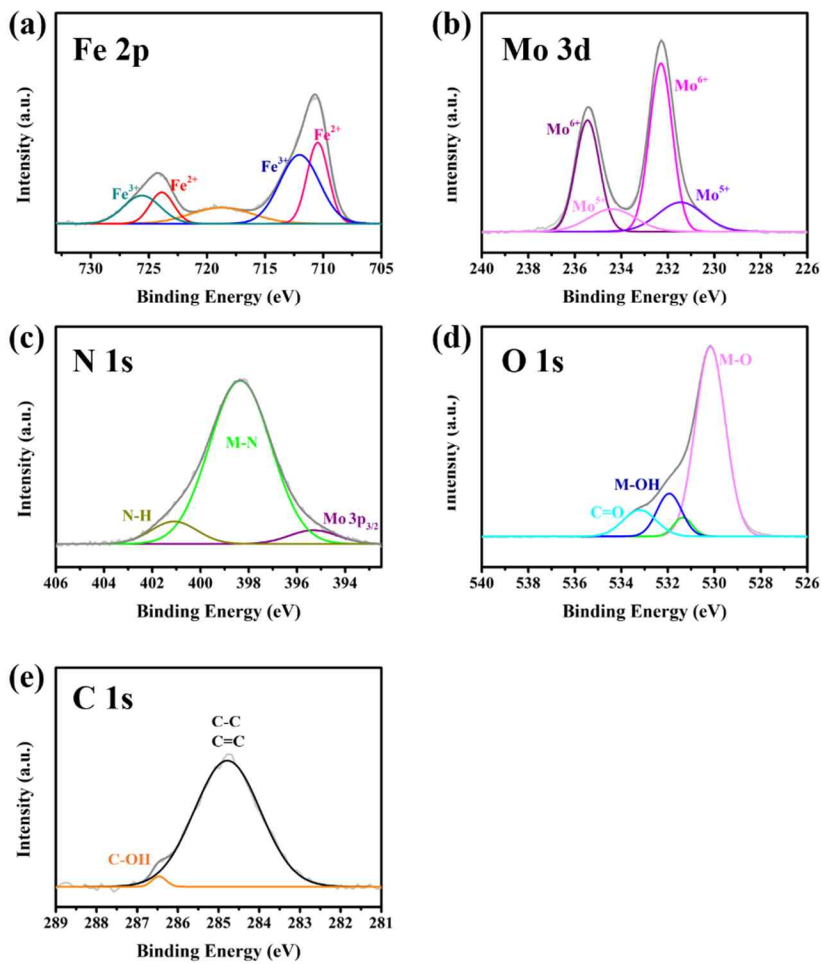 (a)
Fe 2p
Fe²⁺
Fe³⁺
Fe³⁺
Fe²⁺
Intensity (a.u.)
730 725 720 715 710 705
Binding Energy (eV)
(b)
Mo 3d
Mo⁶⁺
Mo⁶⁺
Mo⁵⁺
Mo⁵⁺
Intensity (a.u.)
240 238 236 234 232 230 228 226
Binding Energy (eV)
(c)
N 1s
M-N
N-H
Mo 3p₃/₂
Intensity (a.u.)
406 404 402 400 398 396 394
Binding Energy (eV)
(d)
O 1s
M-O
M-OH
C=O
Intensity (a.u.)
540 538 536 534 532 530 528 526
Binding Energy (eV)
(e)
C 1s
C-C
C=C
C-OH
Intensity (a.u.)
289 288 287 286 285 284 283 282 281
Binding Energy (eV)